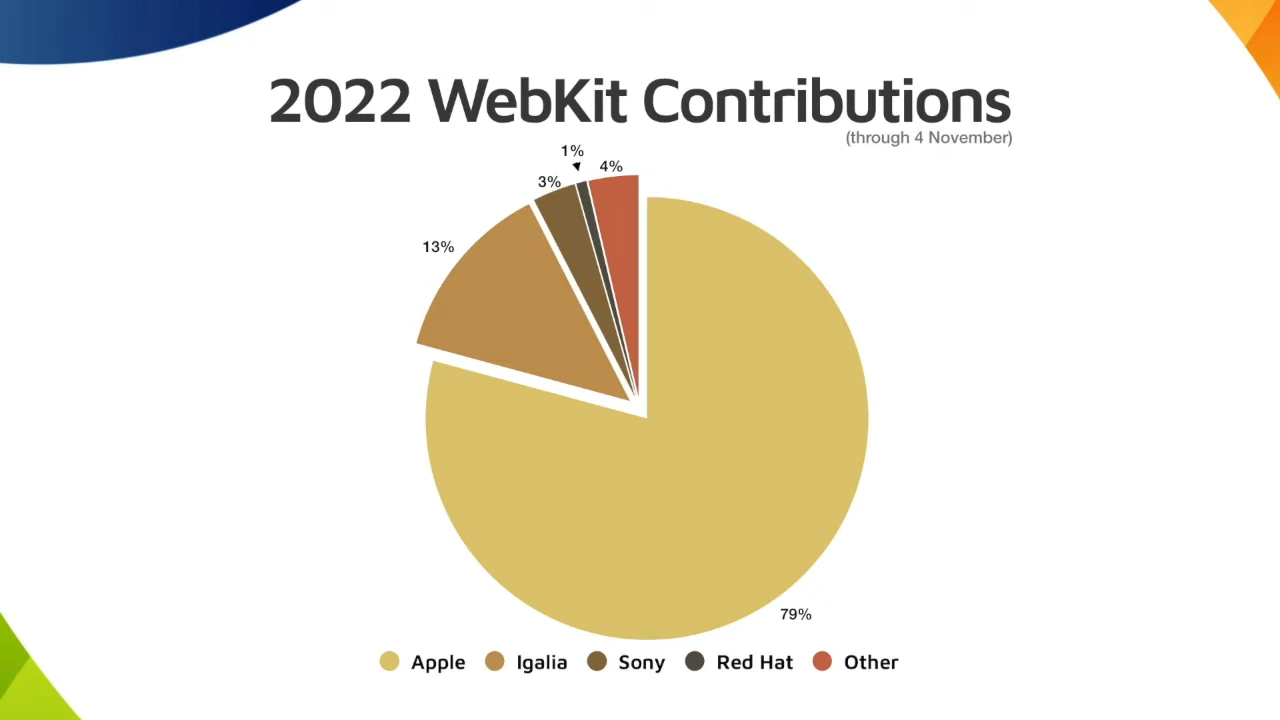 2022 WebKit Contributions
(through 4 November)
1%
4%
3%
13%
79%
Apple Igalia Sony Red Hat Other